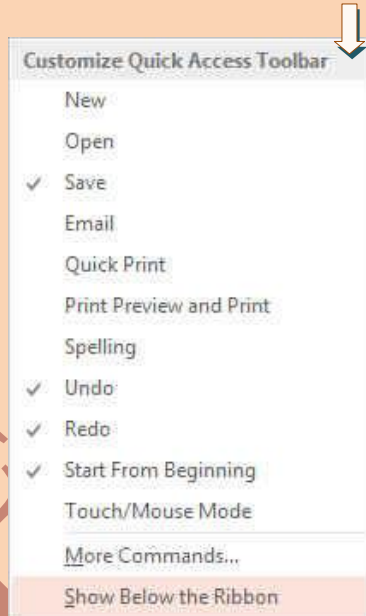 Customize Quick Access Toolbar
New
Open
Save
Email
Quick Print
Print Preview and Print
Spelling
Undo
Redo
Start From Beginning
Touch/Mouse Mode
More Commands...
Show Below the Ribbon